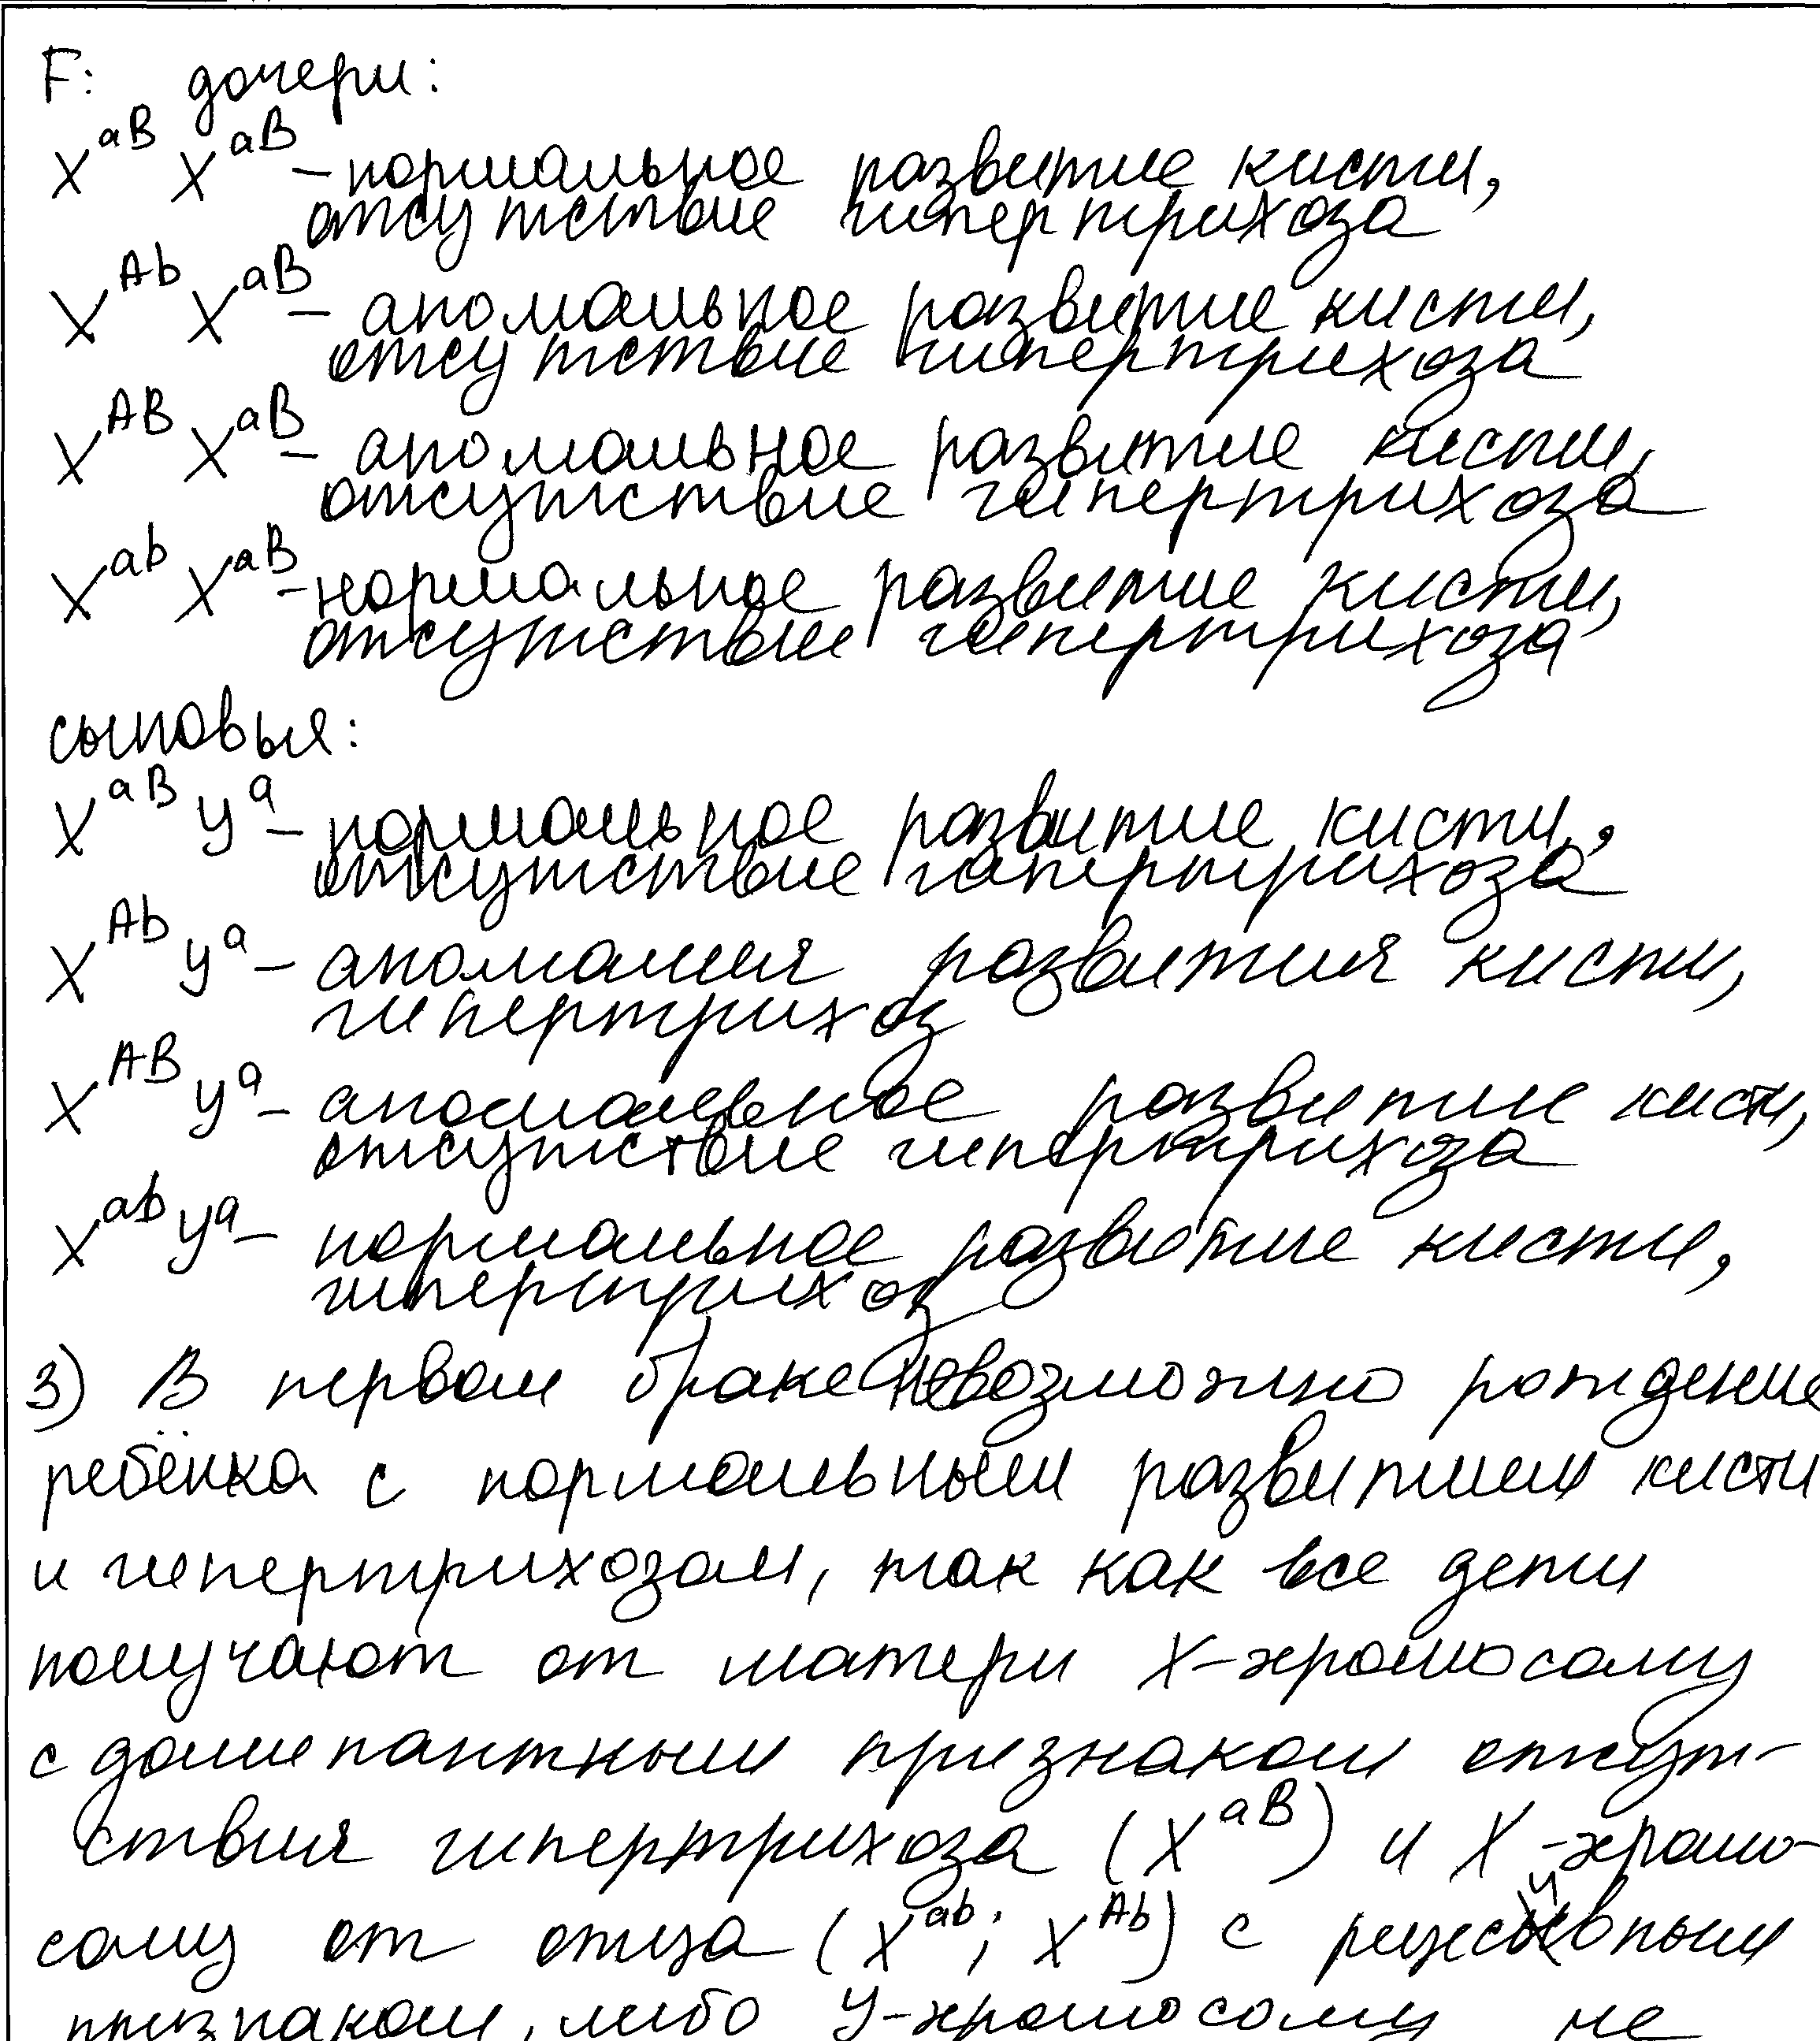 F: дочери:
X^aB X^aB – нормальное развитие кисти,
отсутствие гипертрихоза
X^Ab X^aB – аномальное развитие кисти,
отсутствие гипертрихоза
X^AB X^aB – аномальное развитие кисти,
отсутствие гипертрихоза
X^ab X^aB – нормальное развитие кисти,
отсутствие гипертрихоза
сыновья:
X^aB y^a – нормальное развитие кисти,
отсутствие гипертрихоза
X^Ab y^a – аномалия развития кисти,
гипертрихоз
X^AB y^a – аномальное развитие кисти,
отсутствие гипертрихоза
X^ab y^a – нормальное развитие кисти,
гипертрихоз
3) В первом браке невозможно рождение
ребёнка с нормальным развитием кисти
и гипертрихозом, так как все дети
получают от матери X-хромосому
с доминантным признаком отсут-
ствия гипертрихоза (X^aB) и X-хромо-
сому от отца (X^ab; X^Ab) с рецессивным
признаком, либо У-хромосому не